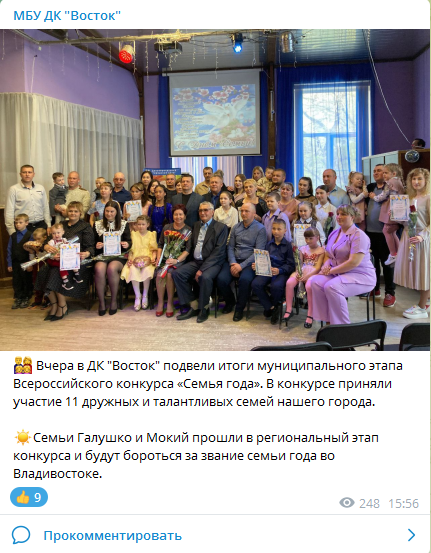 МБУ ДК "Восток"
Вчера в ДК "Восток" подвели итоги муниципального этапа
Всероссийского конкурса «Семья года». В конкурсе приняли
участие 11 дружных и талантливых семей нашего города.
Семьи Галушко и Мокий прошли в региональный этап
конкурса и будут бороться за звание семьи года во
Владивостоке.
👍 9
248 15:56
Прокомментировать